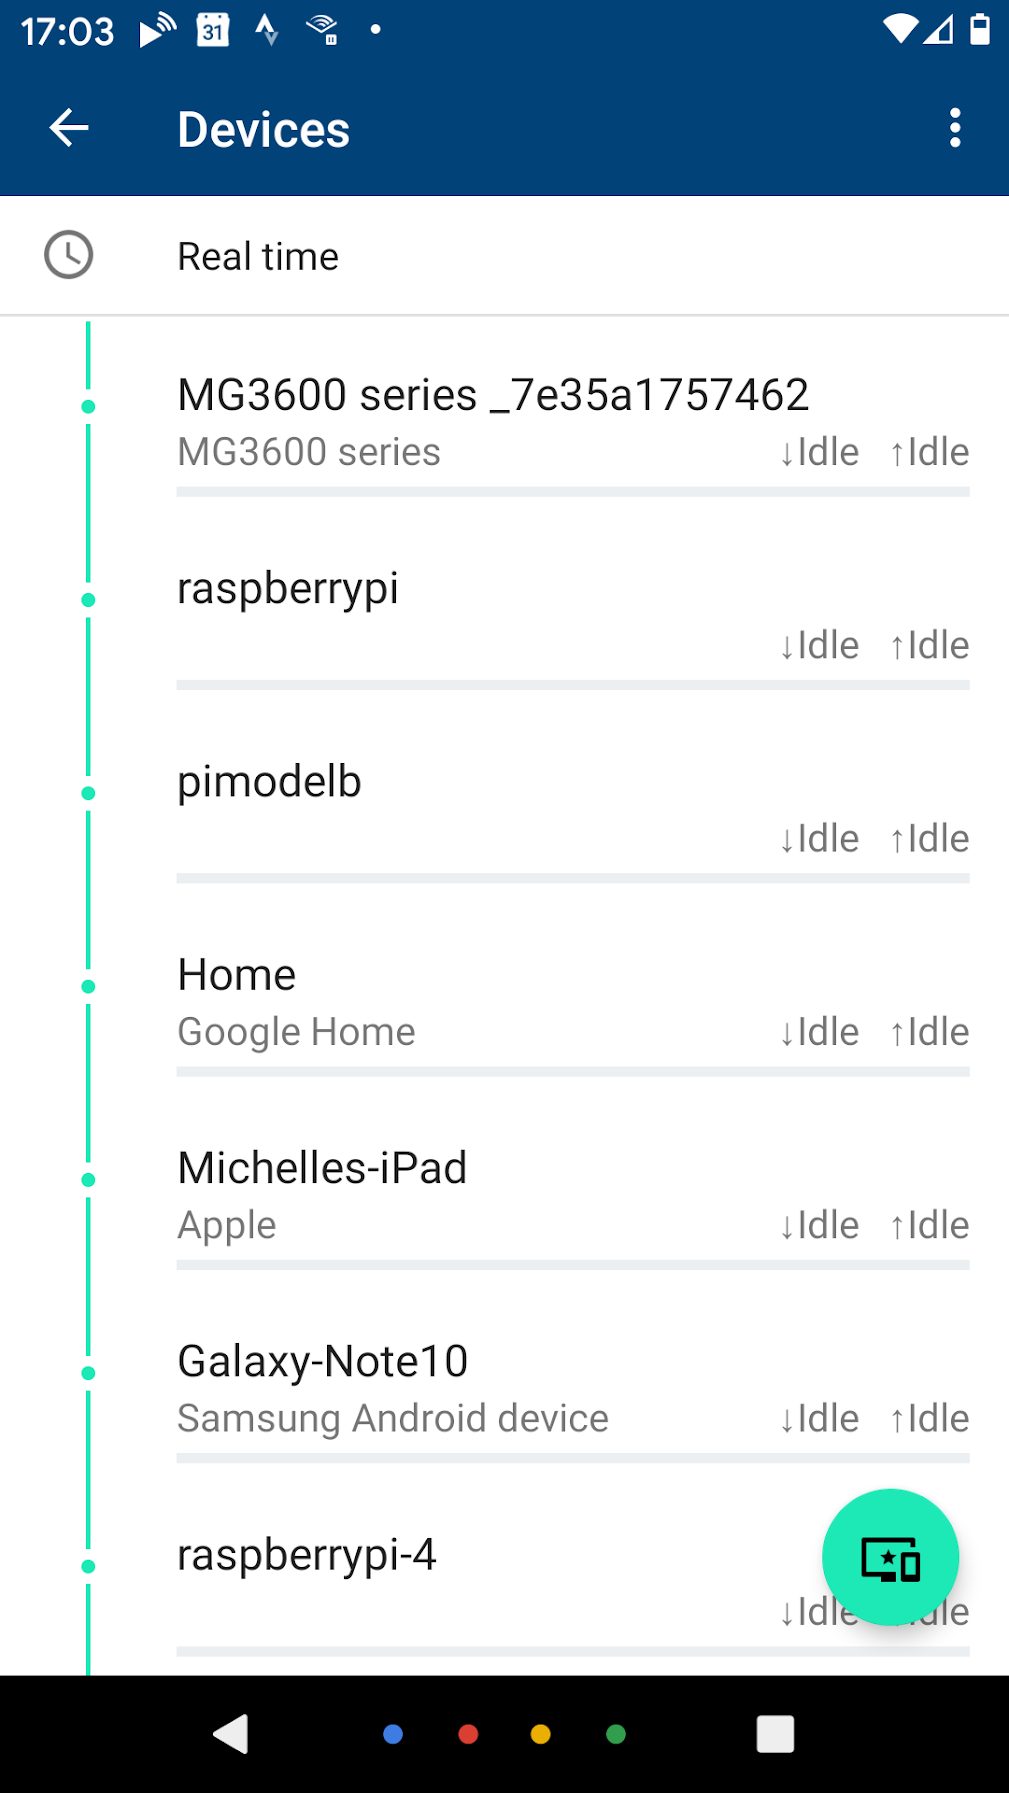 17:03 31
Devices
Real time
MG3600 series _7e35a1757462
MG3600 series ↓Idle ↑Idle
raspberrypi
↓Idle ↑Idle
pimodelb
↓Idle ↑Idle
Home
Google Home ↓Idle ↑Idle
Michelles-iPad
Apple ↓Idle ↑Idle
Galaxy-Note10
Samsung Android device ↓Idle ↑Idle
raspberrypi-4
↓Idle dle